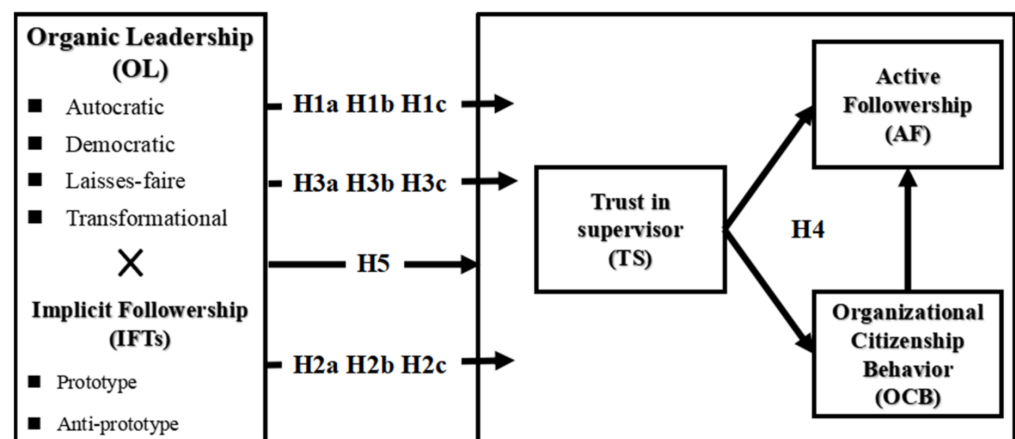 Organic Leadership
(OL)
Autocratic
Democratic
Laisses-faire
Transformational
Implicit Followership
(IFTs)
Prototype
Anti-prototype
H1a H1b H1c
H3a H3b H3c
H5
H2a H2b H2c
Trust in
supervisor
(TS)
H4
Active
Followership
(AF)
Organizational
Citizenship
Behavior
(OCB)